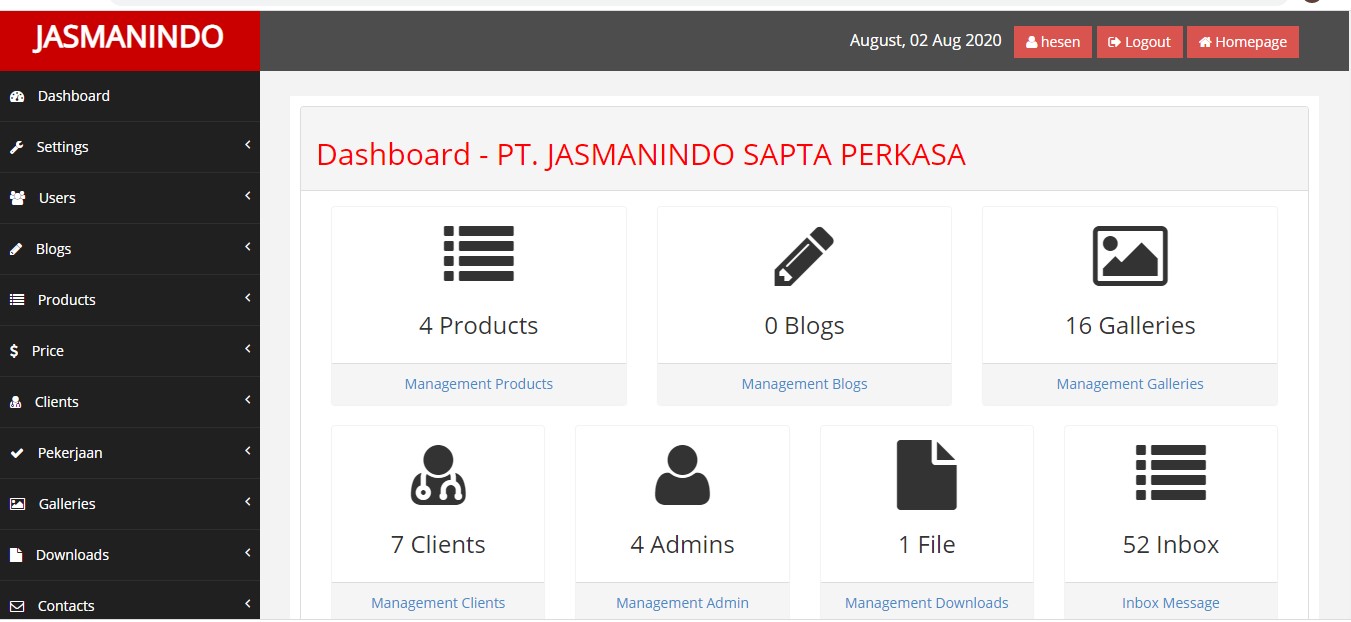 JASMANINDO
August, 02 Aug 2020
hesen
Logout
Homepage
Dashboard
Settings
Users
Blogs
Products
Price
Clients
Pekerjaan
Galleries
Downloads
Contacts
Dashboard - PT. JASMANINDO SAPTA PERKASA
4 Products
Management Products
0 Blogs
Management Blogs
16 Galleries
Management Galleries
7 Clients
Management Clients
4 Admins
Management Admin
1 File
Management Downloads
52 Inbox
Inbox Message